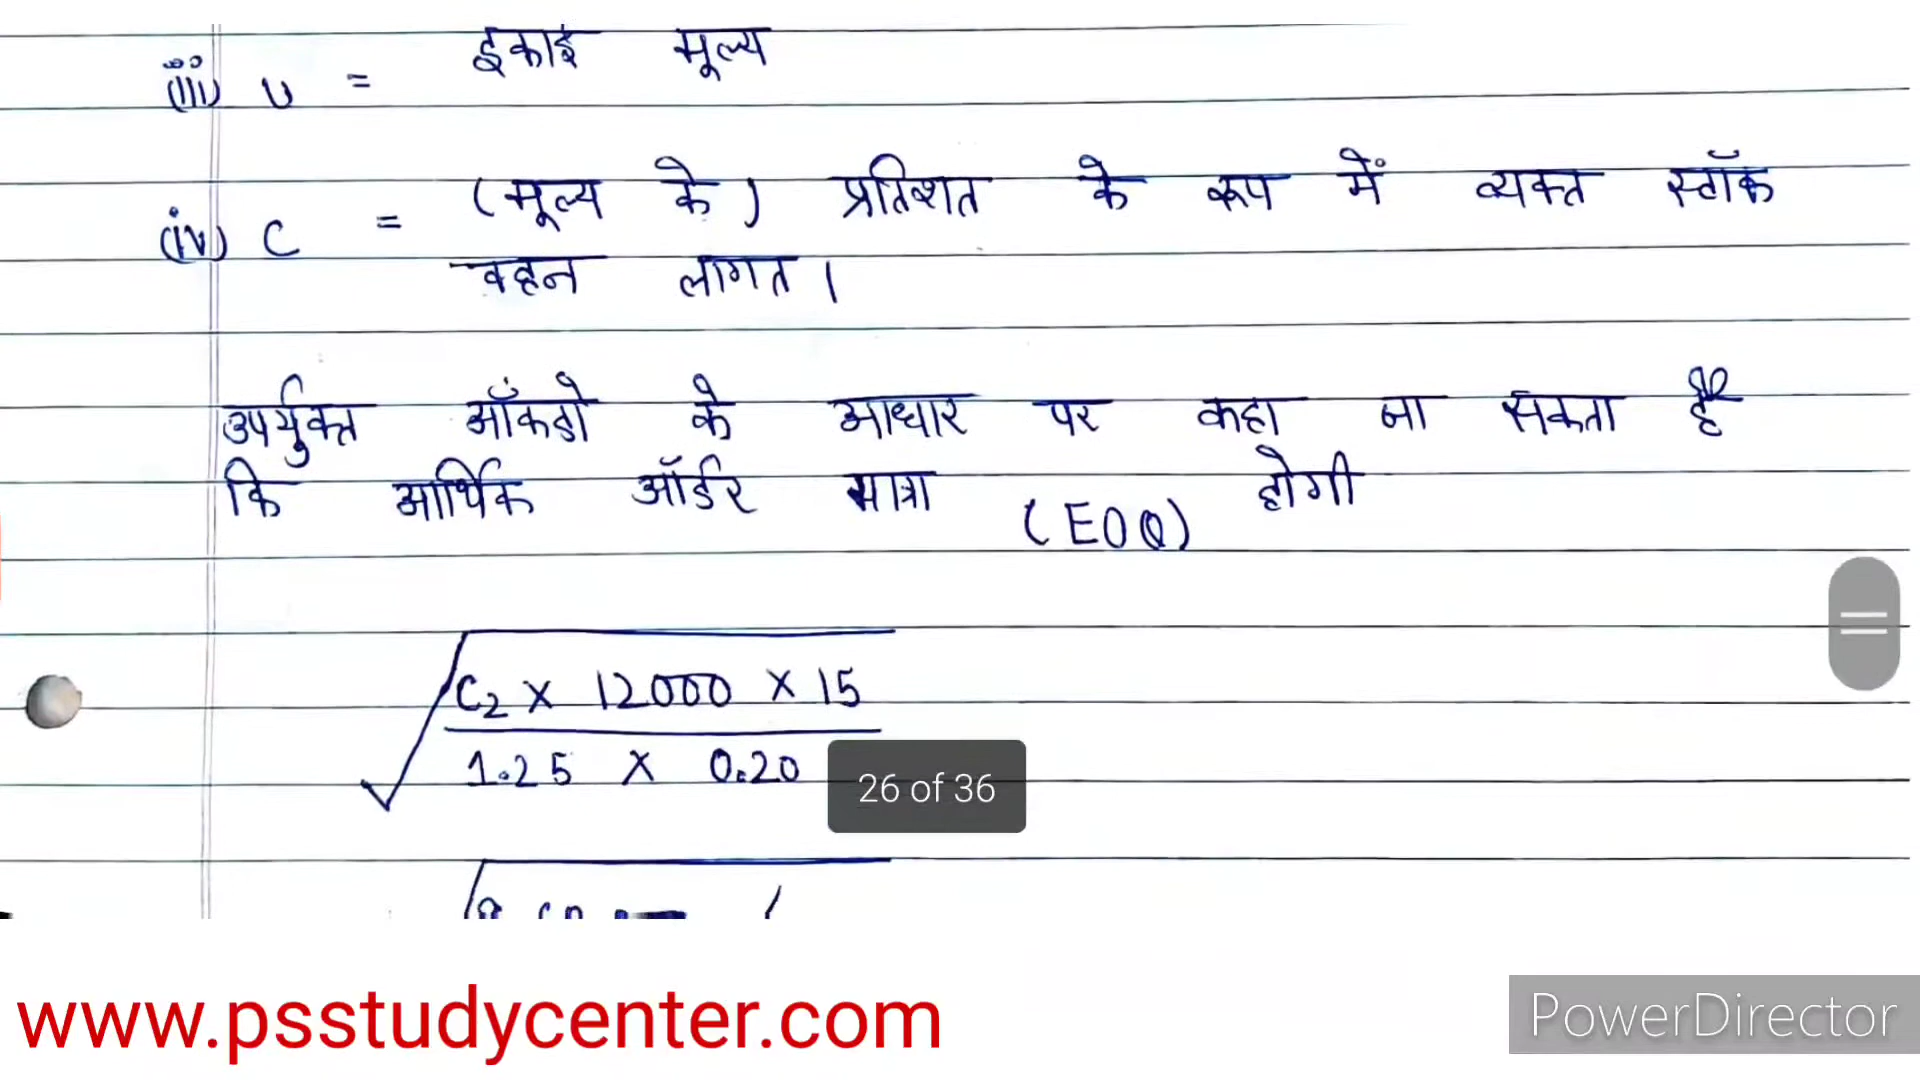 (iii) U = इकाई मूल्य
(iv) C = (मूल्य के) प्रतिशत के रूप में व्यक्त स्टॉक
वहन लागत।
उपर्युक्त आँकडो के आधार पर कहा जा सकता है
कि आर्थिक ऑर्डर मात्रा (EOQ) होगी
√ C2 X 12000 X 15
1.25 X 0.20
26 of 36
www.psstudycenter.com
PowerDirector